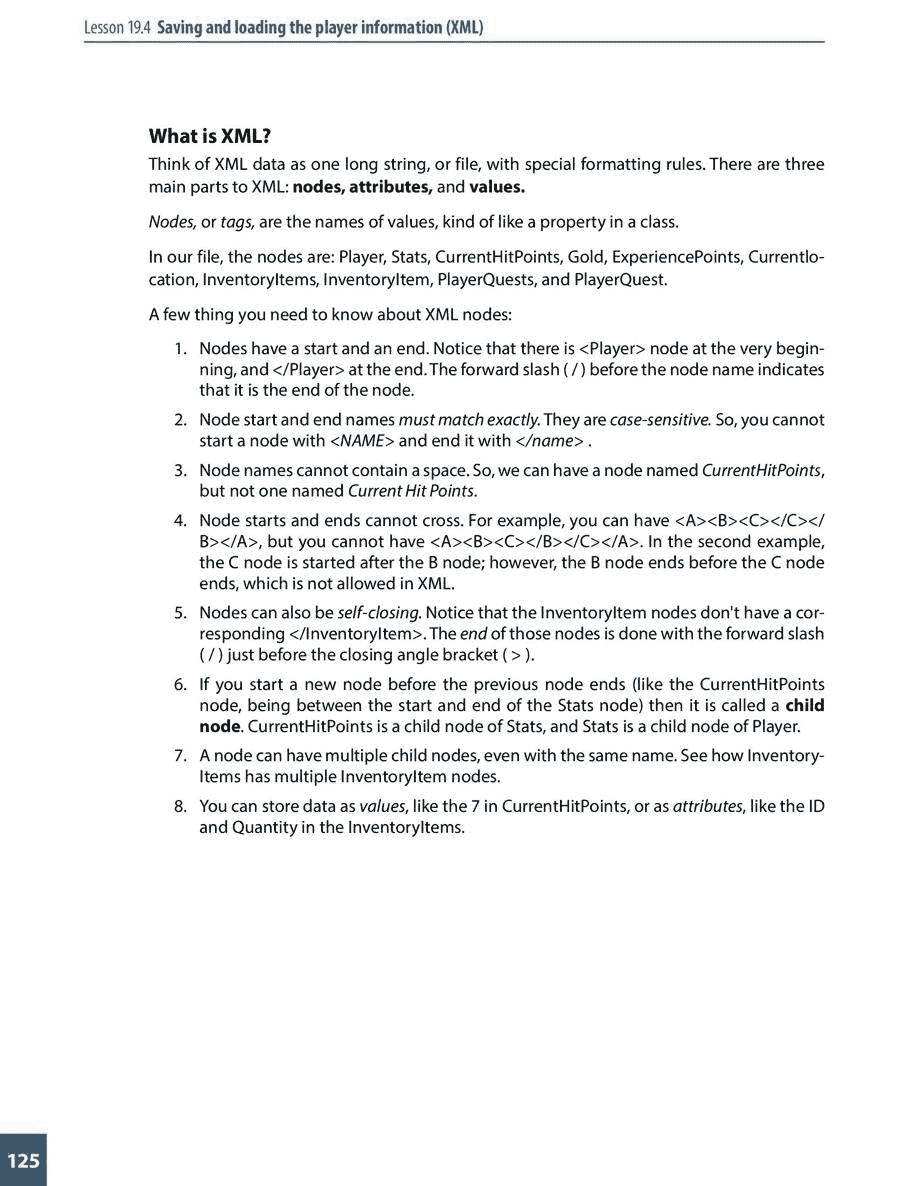 Lesson 19.4 Saving and loading the player information (XML)
What is XML?
Think of XML data as one long string, or file, with special formatting rules. There are three
main parts to XML: nodes, attributes, and values.
Nodes, or tags, are the names of values, kind of like a property in a class.
In our file, the nodes are: Player, Stats, CurrentHitPoints, Gold, ExperiencePoints, Currentlo-
cation, InventoryItems, InventoryItem, PlayerQuests, and PlayerQuest.
A few thing you need to know about XML nodes:
1. Nodes have a start and an end. Notice that there is <Player> node at the very begin-
ning, and </Player> at the end. The forward slash ( / ) before the node name indicates
that it is the end of the node.
2. Node start and end names must match exactly. They are case-sensitive. So, you cannot
start a node with <NAME> and end it with </name> .
3. Node names cannot contain a space. So, we can have a node named CurrentHitPoints,
but not one named Current Hit Points.
4. Node starts and ends cannot cross. For example, you can have <A><B><C></C></
B></A>, but you cannot have <A><B><C></B></C></A>. In the second example,
the C node is started after the B node; however, the B node ends before the C node
ends, which is not allowed in XML.
5. Nodes can also be self-closing. Notice that the InventoryItem nodes don't have a cor-
responding </InventoryItem>. The end of those nodes is done with the forward slash
( / ) just before the closing angle bracket ( > ).
6. If you start a new node before the previous node ends (like the CurrentHitPoints
node, being between the start and end of the Stats node) then it is called a child
node. CurrentHitPoints is a child node of Stats, and Stats is a child node of Player.
7. A node can have multiple child nodes, even with the same name. See how Inventory-
Items has multiple InventoryItem nodes.
8. You can store data as values, like the 7 in CurrentHitPoints, or as attributes, like the ID
and Quantity in the InventoryItems.
125